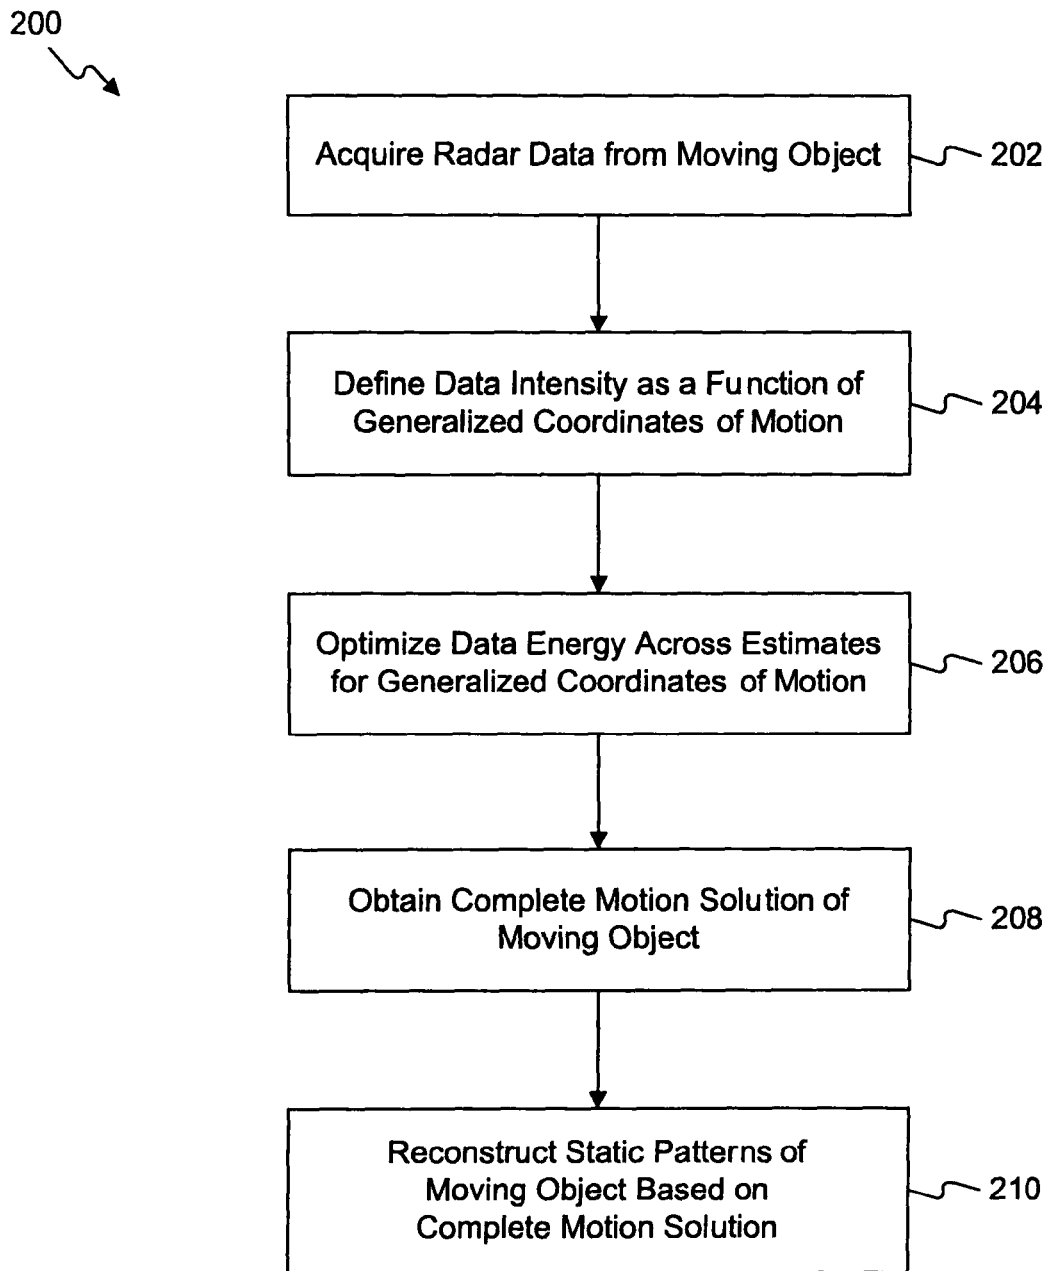 200
Acquire Radar Data from Moving Object
202
Define Data Intensity as a Function of
Generalized Coordinates of Motion
204
Optimize Data Energy Across Estimates
for Generalized Coordinates of Motion
206
Obtain Complete Motion Solution of
Moving Object
208
Reconstruct Static Patterns of
Moving Object Based on
Complete Motion Solution
210